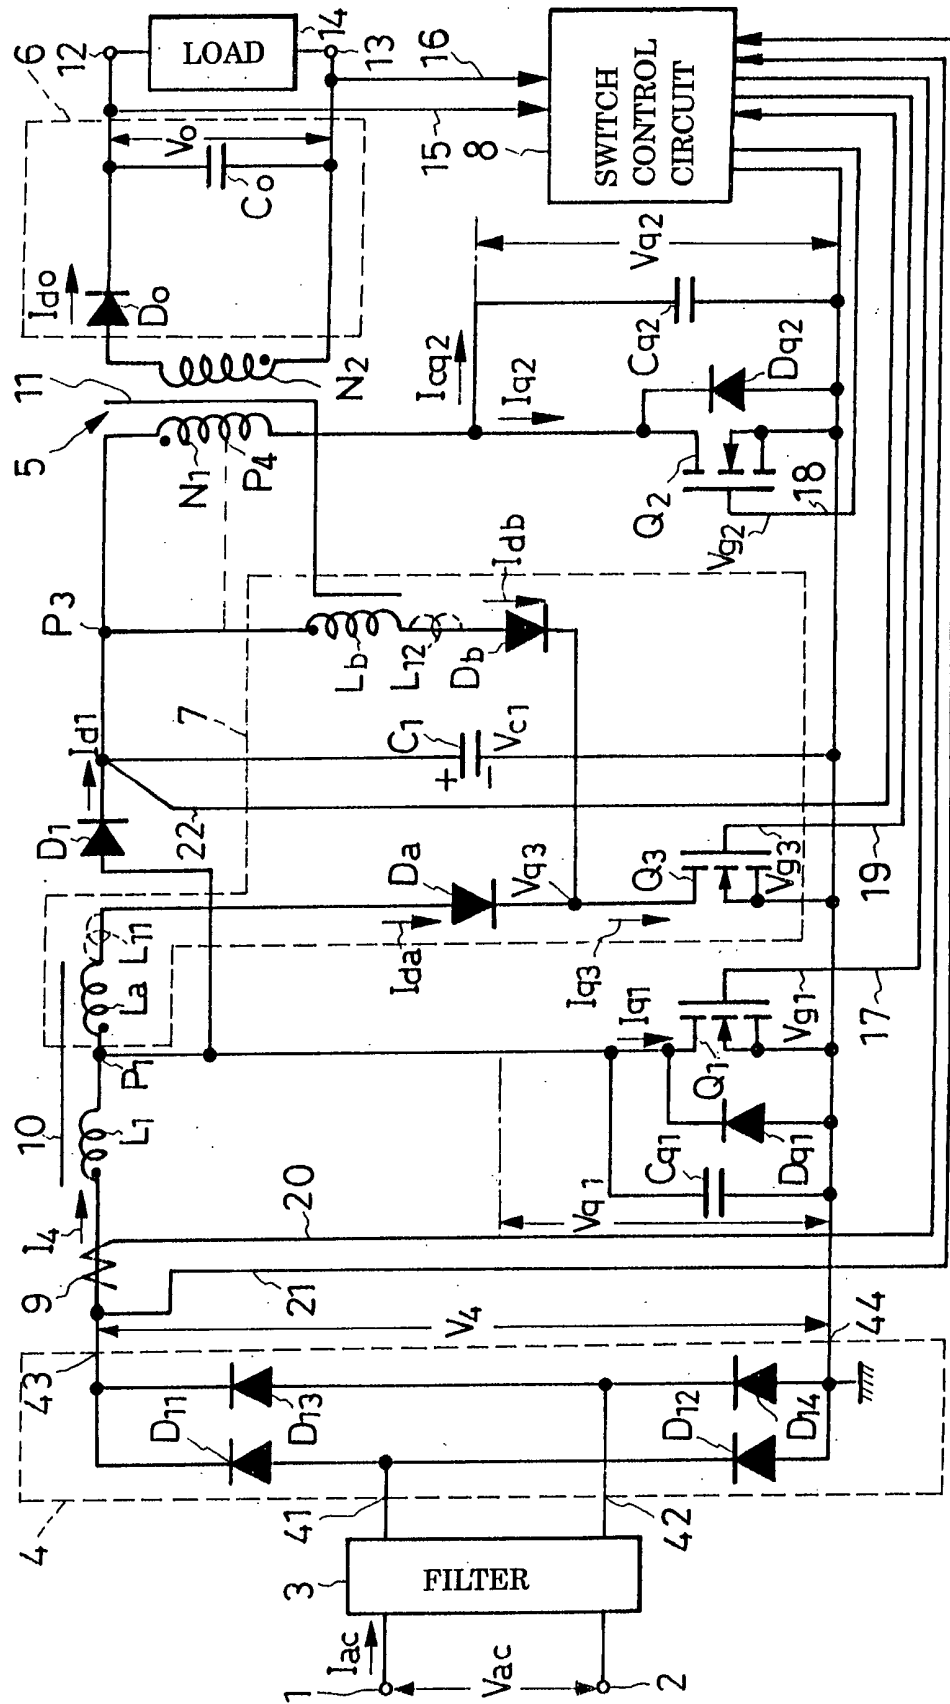 1
2
Iac
Vac
3
FILTER
41
42
4
43
44
D11
D13
D12
D14
V4
9
I4
20
21
10
L1
P1
La
L11
Vq1
Cq1
Dq1
Q1
Iq1
Vg1
17
D1
Id1
22
7
Da
Ida
Vq3
Iq3
Q3
Vg3
19
C1
+
−
Vc1
P3
Lb
L12
Db
Idb
5
11
N1
P4
N2
Icq2
Iq2
Q2
Vg2
18
Dq2
Cq2
Vq2
6
Ido
Do
Co
Vo
12
LOAD
14
13
15
16
8
SWITCH
CONTROL
CIRCUIT